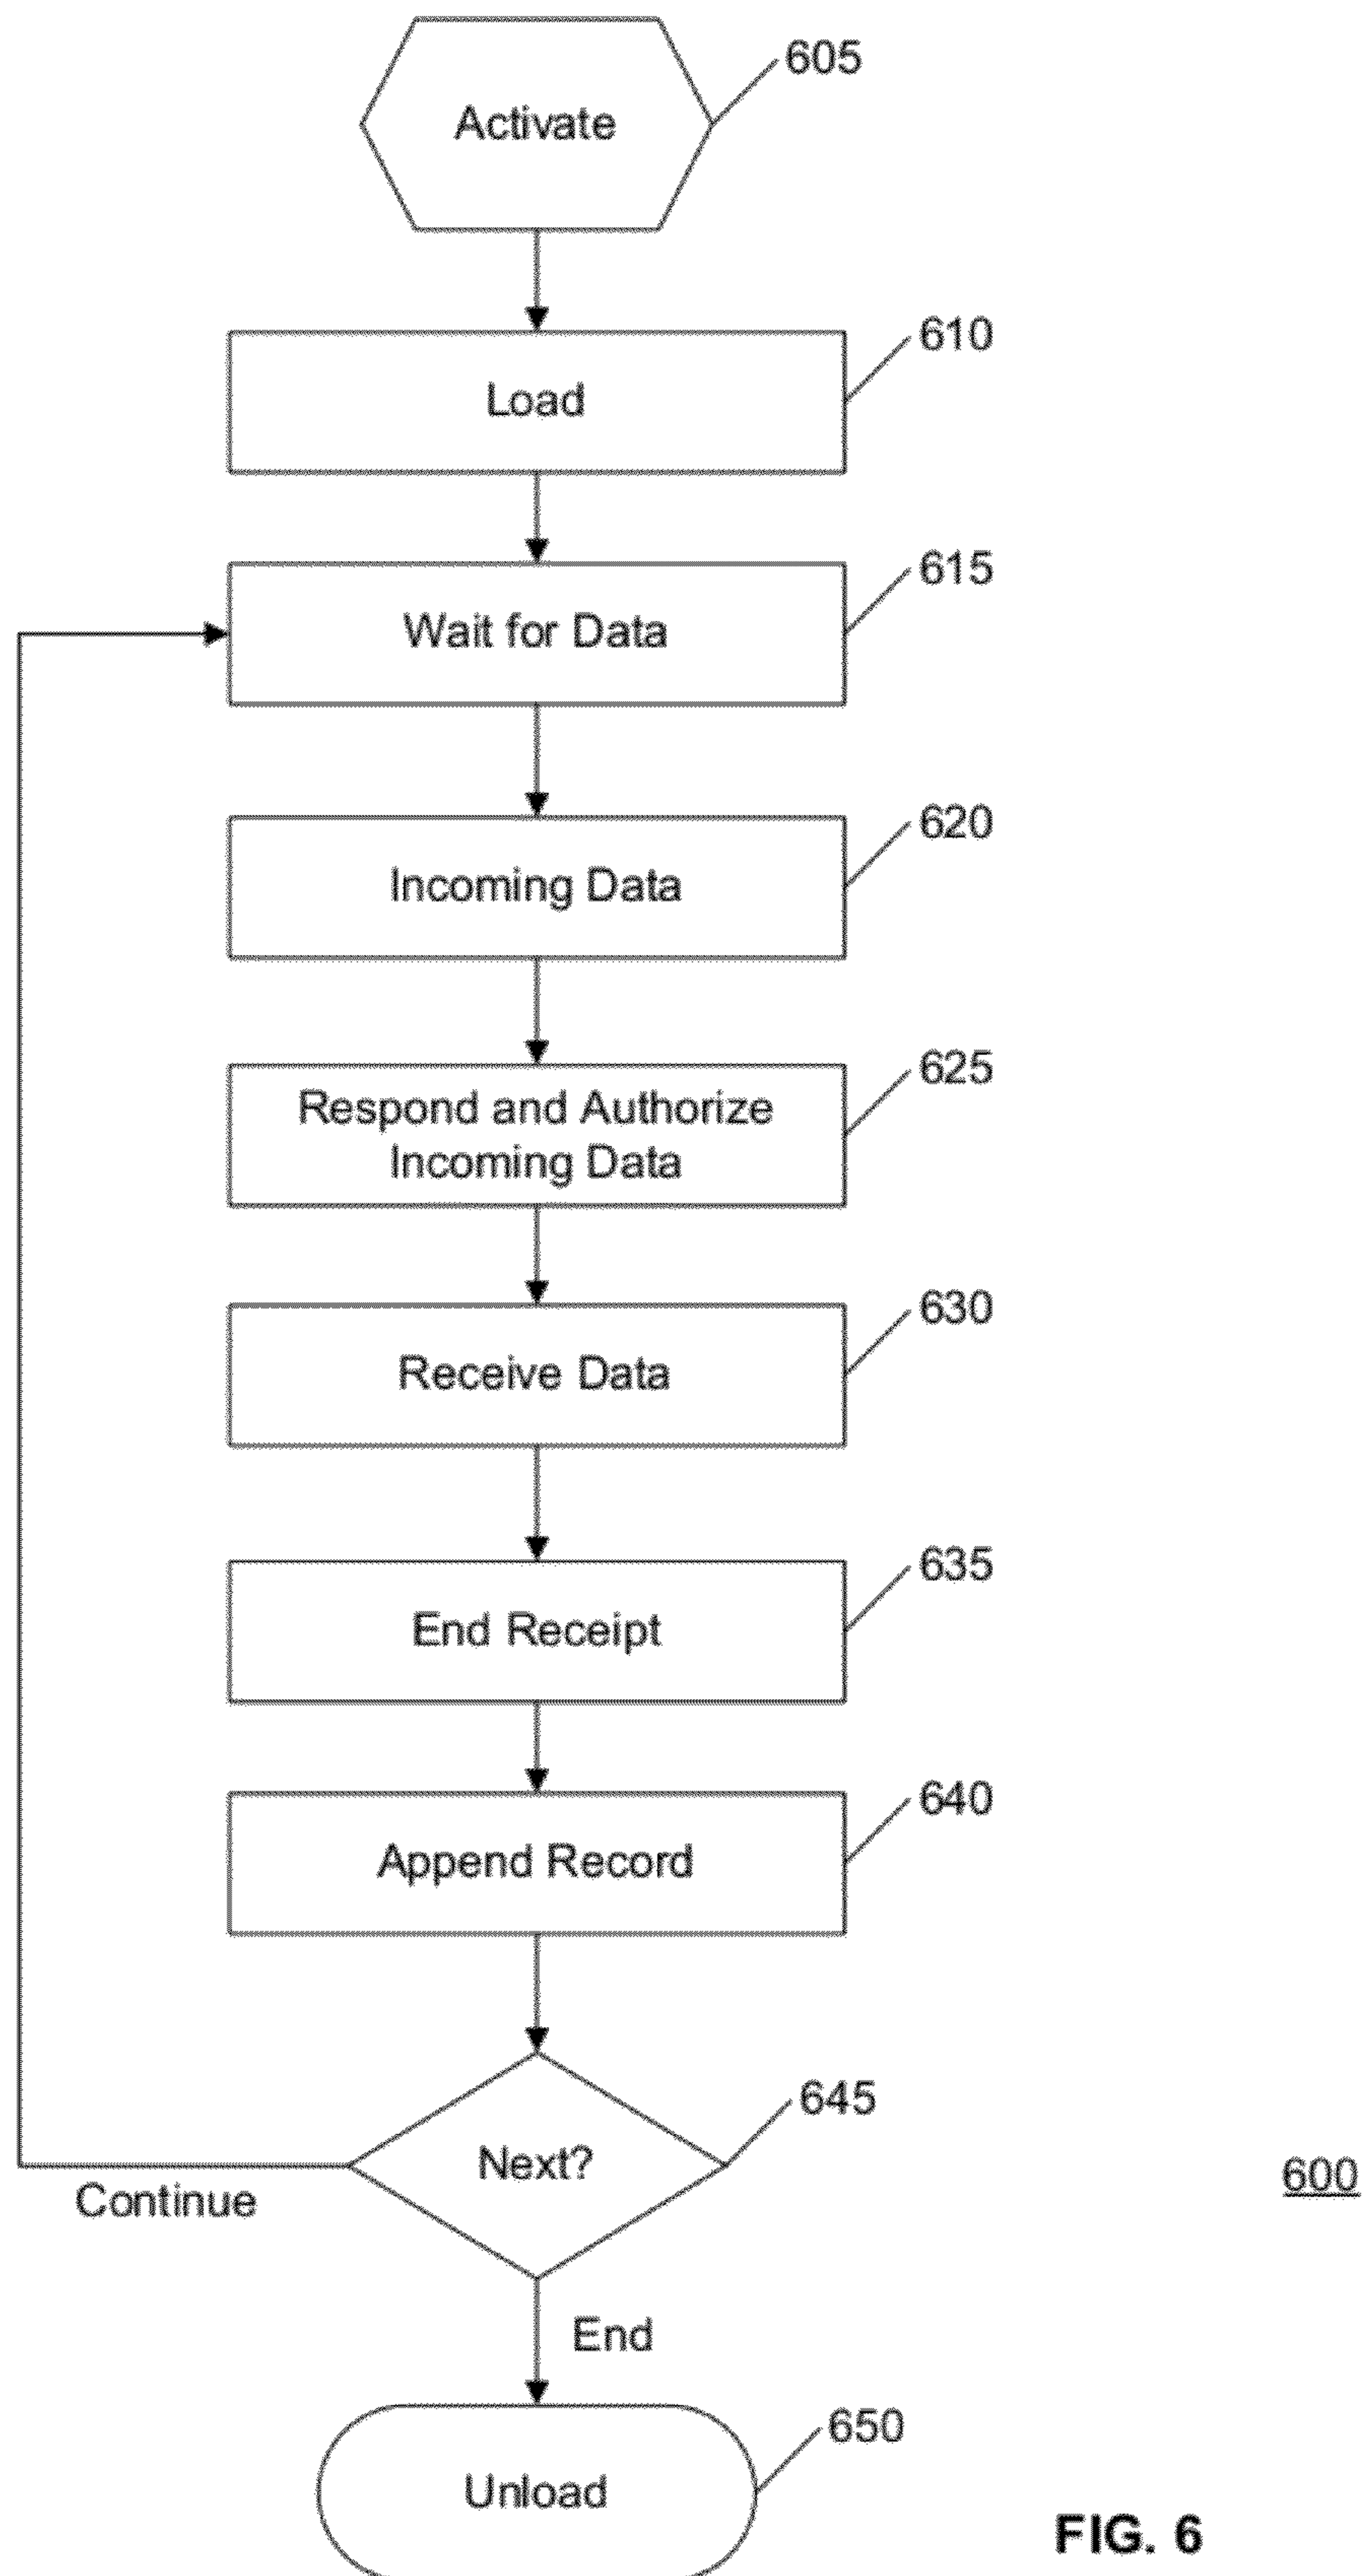 605
Activate
610
Load
615
Wait for Data
620
Incoming Data
625
Respond and Authorize
Incoming Data
630
Receive Data
635
End Receipt
640
Append Record
645
Next?
600
Continue
End
650
Unload
FIG. 6